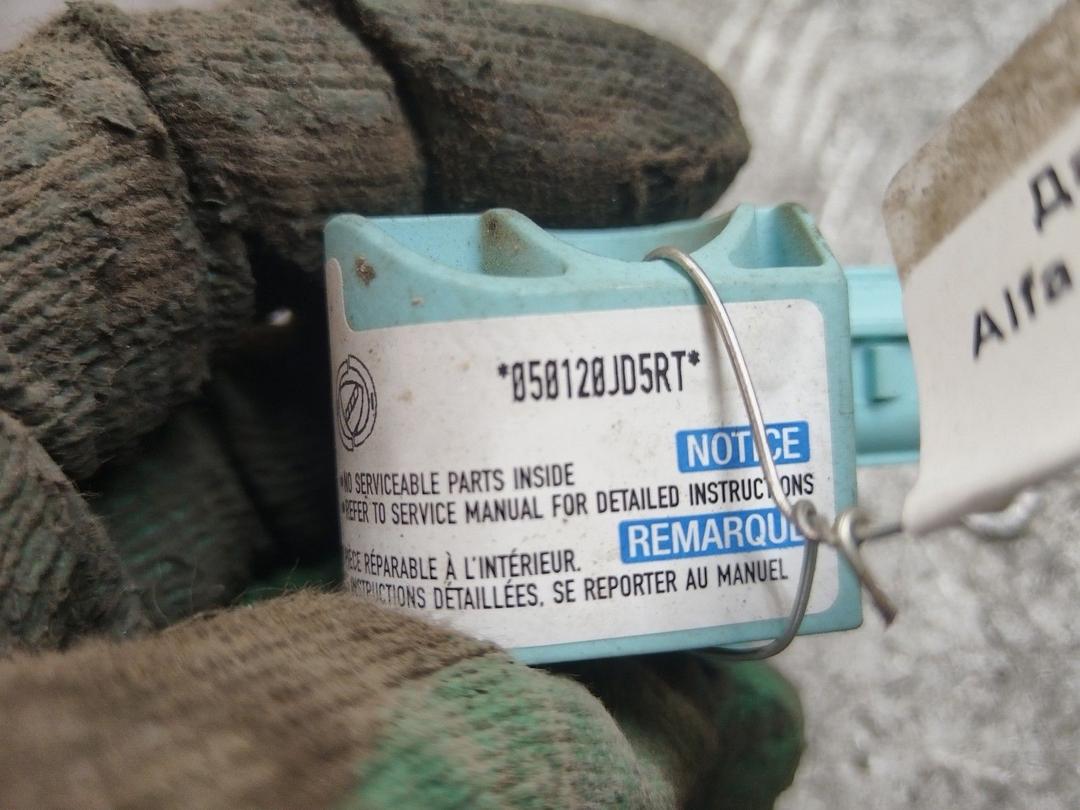 *050120JD5RT*
NOTICE
NO SERVICEABLE PARTS INSIDE
REFER TO SERVICE MANUAL FOR DETAILED INSTRUCTIONS
REMARQUE
RÉPARABLE À L'INTÉRIEUR.
INSTRUCTIONS DÉTAILLÉES, SE REPORTER AU MANUEL
Alfa